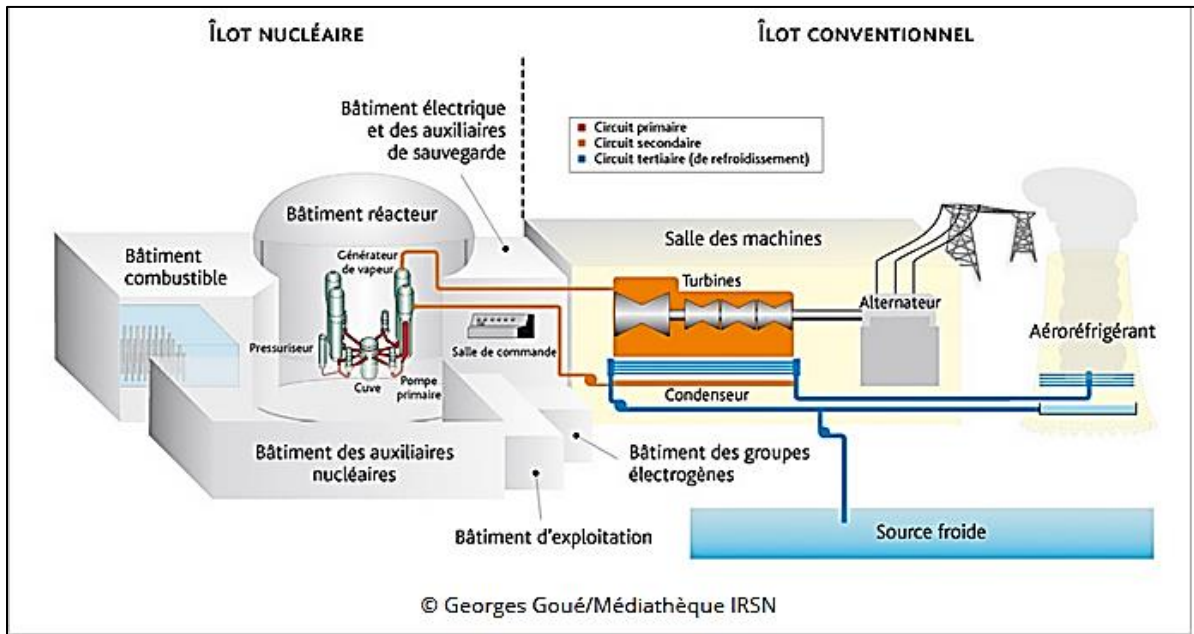 ÎLOT NUCLÉAIRE
ÎLOT CONVENTIONNEL
Bâtiment électrique
et des auxiliaires
de sauvegarde
Circuit primaire
Circuit secondaire
Circuit tertiaire (de refroidissement)
Bâtiment réacteur
Salle des machines
Bâtiment
combustible
Générateur
de vapeur
Turbines
Alternateur
Aéroréfrigérant
Pressuriseur
Salle de commande
Cuve
Pompe
primaire
Condenseur
Bâtiment des auxiliaires
nucléaires
Bâtiment des groupes
électrogènes
Bâtiment d'exploitation
Source froide
© Georges Goué/Médiathèque IRSN